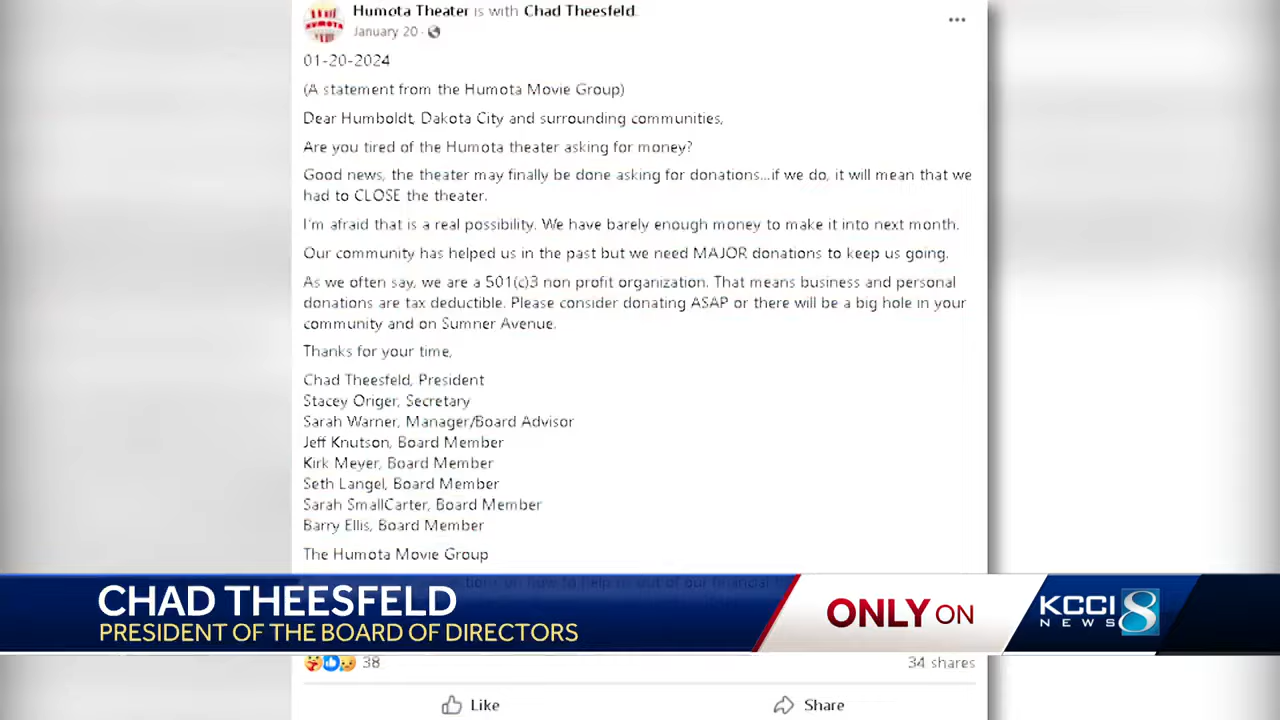 Humota Theater is with Chad Theesfeld.
January 20 ·
01-20-2024
(A statement from the Humota Movie Group)
Dear Humboldt, Dakota City and surrounding communities,
Are you tired of the Humota theater asking for money?
Good news, the theater may finally be done asking for donations...if we do, it will mean that we
had to CLOSE the theater.
I'm afraid that is a real possibility. We have barely enough money to make it into next month.
Our community has helped us in the past but we need MAJOR donations to keep us going.
As we often say, we are a 501(c)3 non profit organization. That means business and personal
donations are tax deductible. Please consider donating ASAP or there will be a big hole in your
community and on Sumner Avenue.
Thanks for your time,
Chad Theesfeld, President
Stacey Origer, Secretary
Sarah Warner, Manager/Board Advisor
Jeff Knutson, Board Member
Kirk Meyer, Board Member
Seth Langel, Board Member
Sarah SmallCarter, Board Member
Barry Ellis, Board Member
The Humota Movie Group
on how to help us out of our financial
CHAD THEESFELD
PRESIDENT OF THE BOARD OF DIRECTORS
ONLY ON
KCCI 8
NEWS
38
34 shares
Like
Share